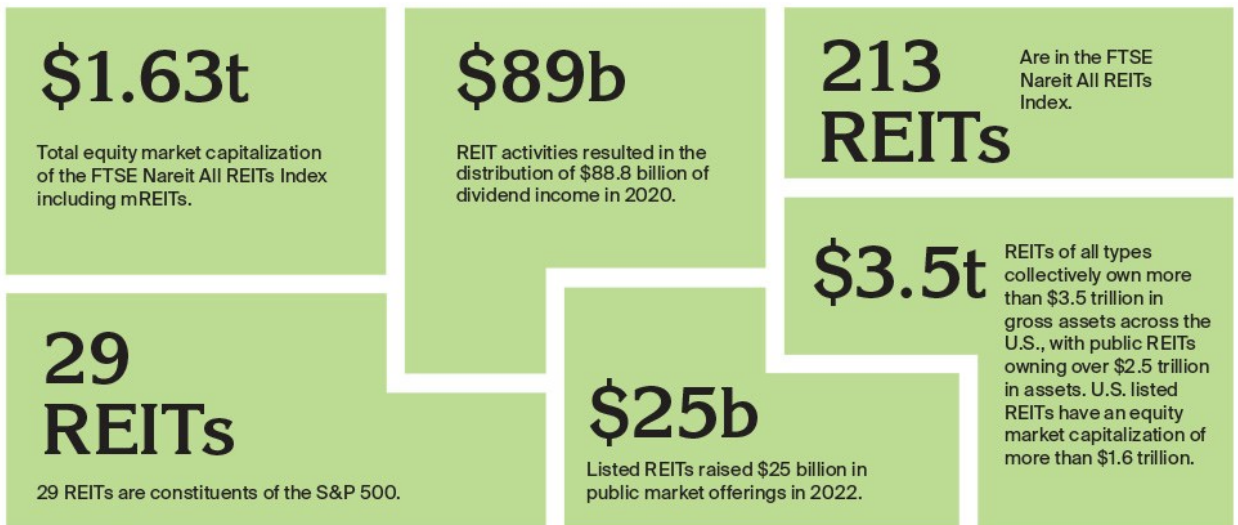 $1.63t
Total equity market capitalization
of the FTSE Nareit All REITs Index
including mREITs.
$89b
REIT activities resulted in the
distribution of $88.8 billion of
dividend income in 2020.
213
REITs
Are in the FTSE
Nareit All REITs
Index.
$3.5t
REITs of all types
collectively own more
than $3.5 trillion in
gross assets across the
U.S., with public REITs
owning over $2.5 trillion
in assets. U.S. listed
REITs have an equity
market capitalization of
more than $1.6 trillion.
29
REITs
29 REITs are constituents of the S&P 500.
$25b
Listed REITs raised $25 billion in
public market offerings in 2022.